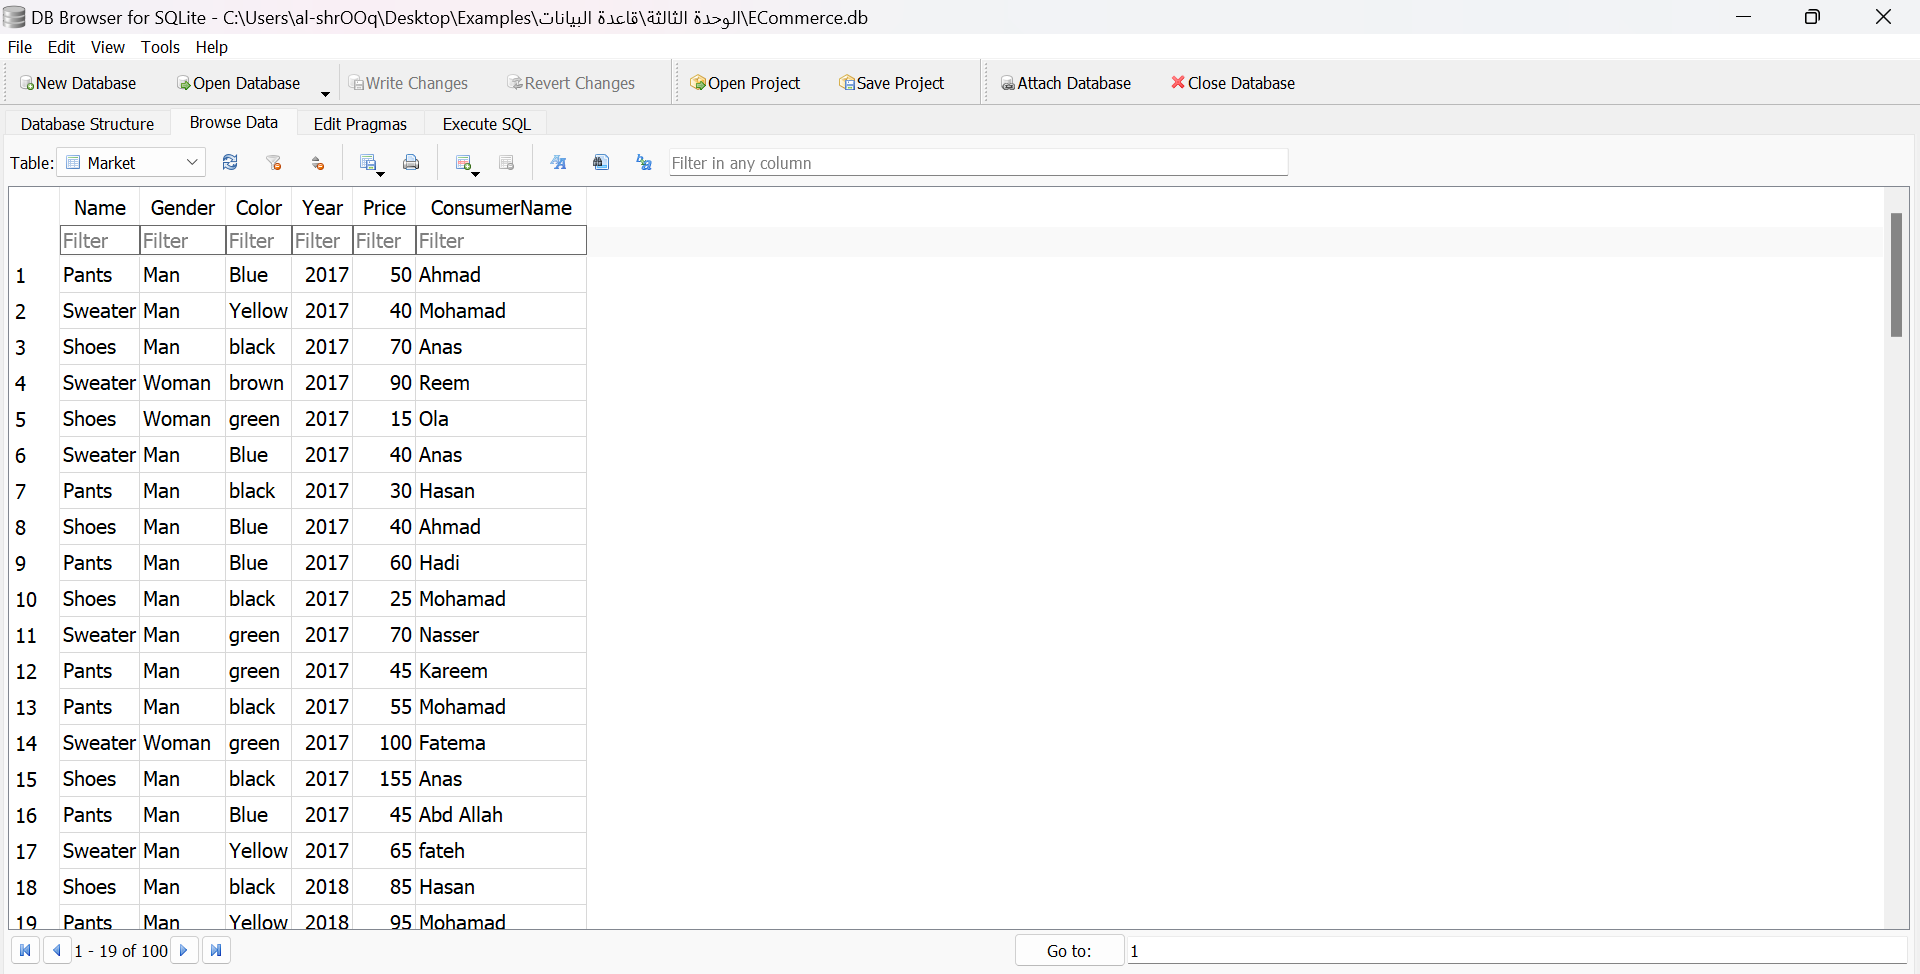 DB Browser for SQLite - C:\Users\al-shrOOq\Desktop\Examples\الوحدة الثالثة\قاعدة البيانات\ECommerce.db
File Edit View Tools Help
New Database Open Database Write Changes Revert Changes Open Project Save Project Attach Database Close Database
Database Structure Browse Data Edit Pragmas Execute SQL
Table: Market Filter in any column
Name Gender Color Year Price ConsumerName
Filter Filter Filter Filter Filter Filter
1 Pants Man Blue 2017 50 Ahmad
2 Sweater Man Yellow 2017 40 Mohamad
3 Shoes Man black 2017 70 Anas
4 Sweater Woman brown 2017 90 Reem
5 Shoes Woman green 2017 15 Ola
6 Sweater Man Blue 2017 40 Anas
7 Pants Man black 2017 30 Hasan
8 Shoes Man Blue 2017 40 Ahmad
9 Pants Man Blue 2017 60 Hadi
10 Shoes Man black 2017 25 Mohamad
11 Sweater Man green 2017 70 Nasser
12 Pants Man green 2017 45 Kareem
13 Pants Man black 2017 55 Mohamad
14 Sweater Woman green 2017 100 Fatema
15 Shoes Man black 2017 155 Anas
16 Pants Man Blue 2017 45 Abd Allah
17 Sweater Man Yellow 2017 65 fateh
18 Shoes Man black 2018 85 Hasan
19 Pants Man Yellow 2018 95 Mohamad
1 - 19 of 100 Go to: 1